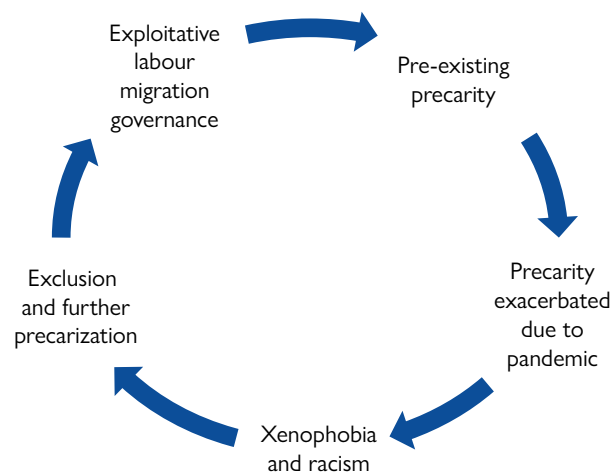 Exploitative
labour
migration
governance
Pre-existing
precarity
Precarity
exacerbated
due to
pandemic
Xenophobia
and racism
Exclusion
and further
precarization